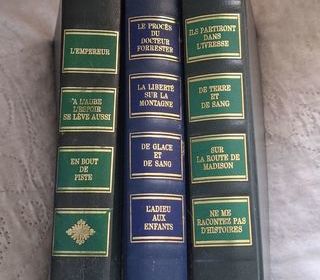 L'EMPEREUR
"A L'AUBE
L'ESPOIR
SE LÈVE AUSSI
EN BOUT
DE
PISTE
LE PROCÈS
DU
DOCTEUR
FORRESTER
LA LIBERTÉ
SUR LA
MONTAGNE
DE GLACE
ET
DE SANG
L'ADIEU
AUX
ENFANTS
ILS PARTIRONT
DANS
L'IVRESSE
DE TERRE
ET
DE SANG
SUR
LA ROUTE
DE
MADISON
NE ME
RACONTEZ PAS
D'HISTOIRES